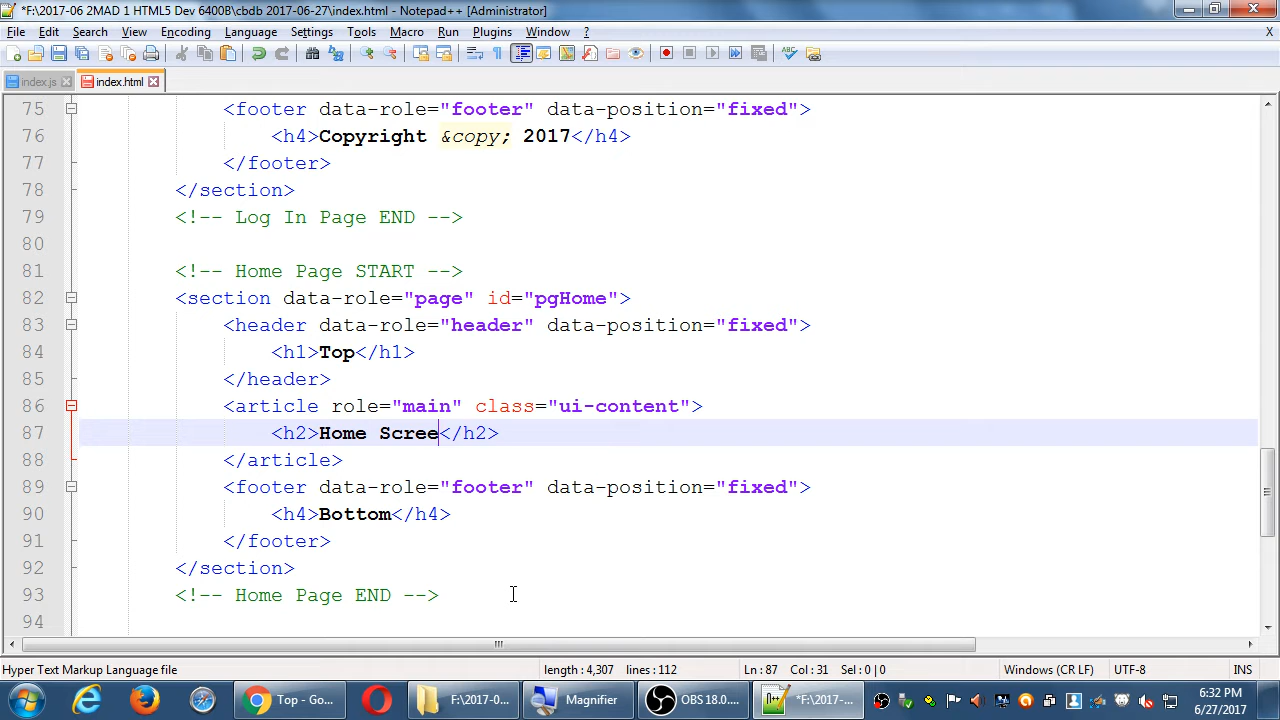 *F:\2017-06 2MAD 1 HTML5 Dev 6400B\cbdb 2017-06-27\index.html - Notepad++ [Administrator]
File Edit Search View Encoding Language Settings Tools Macro Run Plugins Window ? X
index.js index.html
75 <footer data-role="footer" data-position="fixed">
76 <h4>Copyright &copy; 2017</h4>
77 </footer>
78 </section>
79 <!-- Log In Page END -->
80
81 <!-- Home Page START -->
82 <section data-role="page" id="pgHome">
83 <header data-role="header" data-position="fixed">
84 <h1>Top</h1>
85 </header>
86 <article role="main" class="ui-content">
87 <h2>Home Scree</h2>
88 </article>
89 <footer data-role="footer" data-position="fixed">
90 <h4>Bottom</h4>
91 </footer>
92 </section>
93 <!-- Home Page END -->
94
Hyper Text Markup Language file length : 4,307 lines : 112 Ln : 87 Col : 31 Sel : 0 | 0 Windows (CR LF) UTF-8 INS
Top - Go... F:\2017-0... Magnifier OBS 18.0.... *F:\2017-... 6:32 PM
6/27/2017